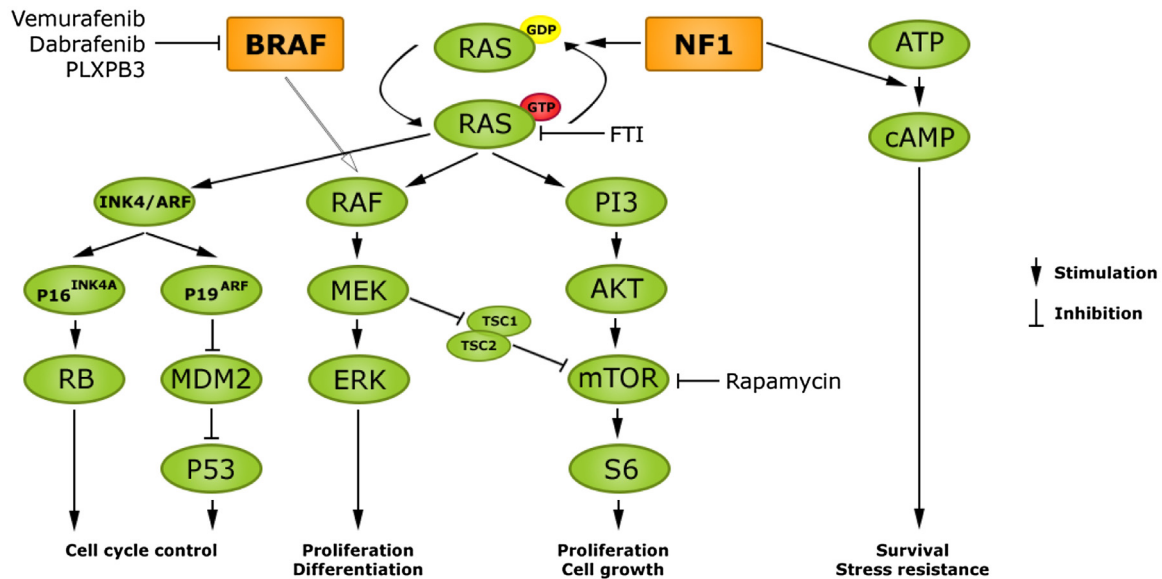 Vemurafenib
Dabrafenib
PLXPB3
BRAF
RAS
GDP
NF1
ATP
RAS
GTP
FTI
cAMP
INK4/ARF
RAF
PI3
P16INK4A
P19ARF
MEK
AKT
TSC1
TSC2
Stimulation
Inhibition
RB
MDM2
ERK
mTOR
Rapamycin
P53
S6
Cell cycle control
Proliferation
Differentiation
Proliferation
Cell growth
Survival
Stress resistance